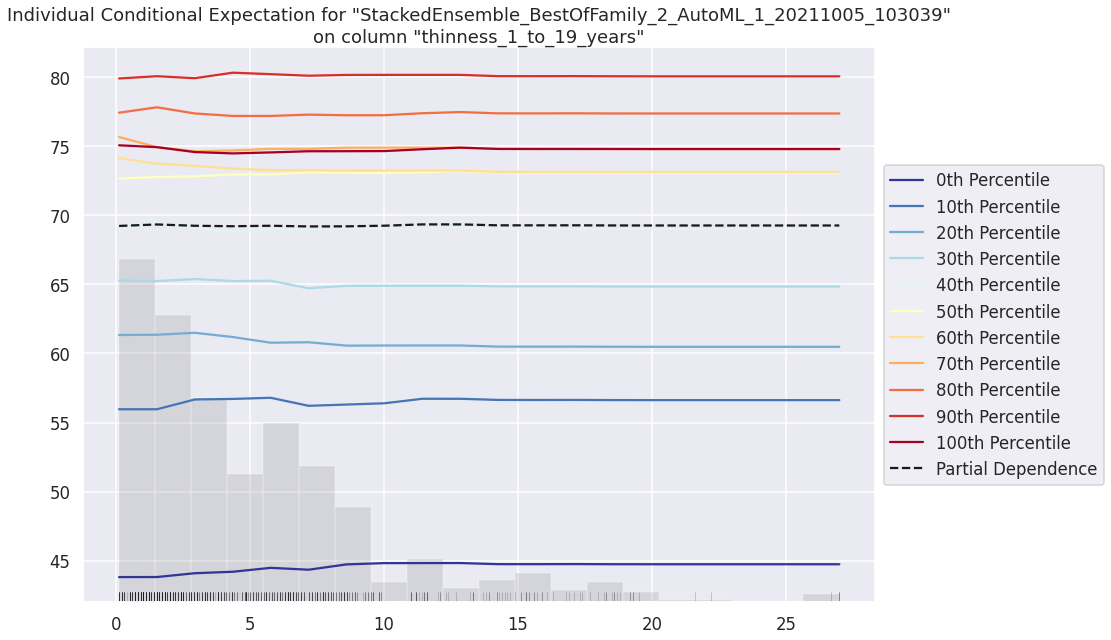 Individual Conditional Expectation for "StackedEnsemble_BestOfFamily_2_AutoML_1_20211005_103039"
on column "thinness_1_to_19_years"
80
75
70
65
60
55
50
45
0 5 10 15 20 25
0th Percentile
10th Percentile
20th Percentile
30th Percentile
40th Percentile
50th Percentile
60th Percentile
70th Percentile
80th Percentile
90th Percentile
100th Percentile
Partial Dependence